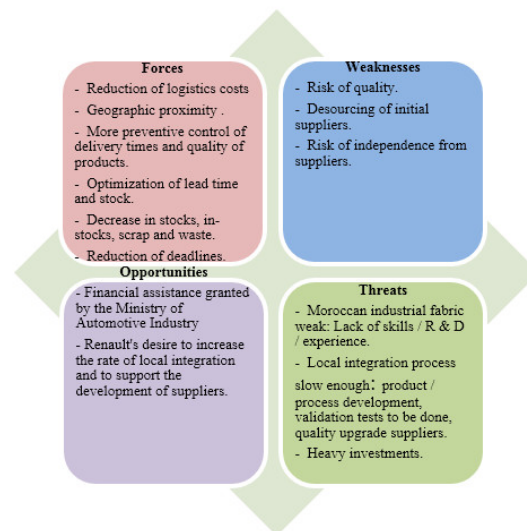 Forces
- Reduction of logistics costs
- Geographic proximity .
- More preventive control of
delivery times and quality of
products.
- Optimization of lead time
and stock.
- Decrease in stocks, in-
stocks, scrap and waste.
- Reduction of deadlines.
Weaknesses
- Risk of quality.
- Desourcing of initial
suppliers.
- Risk of independence from
suppliers.
Opportunities
- Financial assistance granted
by the Ministry of
Automotive Industry
- Renault's desire to increase
the rate of local integration
and to support the
development of suppliers.
Threats
- Moroccan industrial fabric
weak: Lack of skills / R & D
/ experience.
- Local integration process
slow enough: product /
process development,
validation tests to be done,
quality upgrade suppliers.
- Heavy investments.